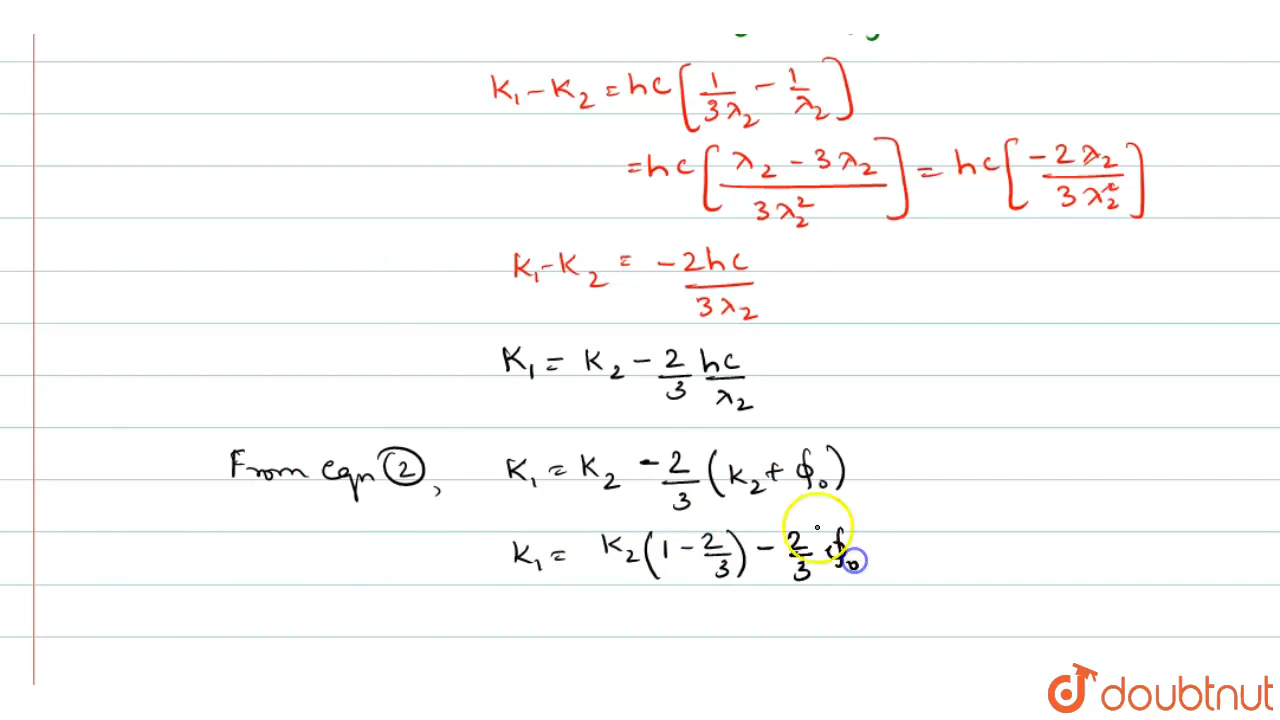 K₁ - K₂ = hc [1/3λ₂ - 1/λ₂]
= hc [λ₂ - 3λ₂ / 3λ₂²] = hc [-2λ₂ / 3λ₂²]
K₁ - K₂ = -2hc / 3λ₂
K₁ = K₂ - 2/3 hc/λ₂
From eqn ②, K₁ = K₂ - 2/3 (K₂ + ϕ₀)
K₁ = K₂ (1 - 2/3) - 2/3 ϕ₀
doubtnut